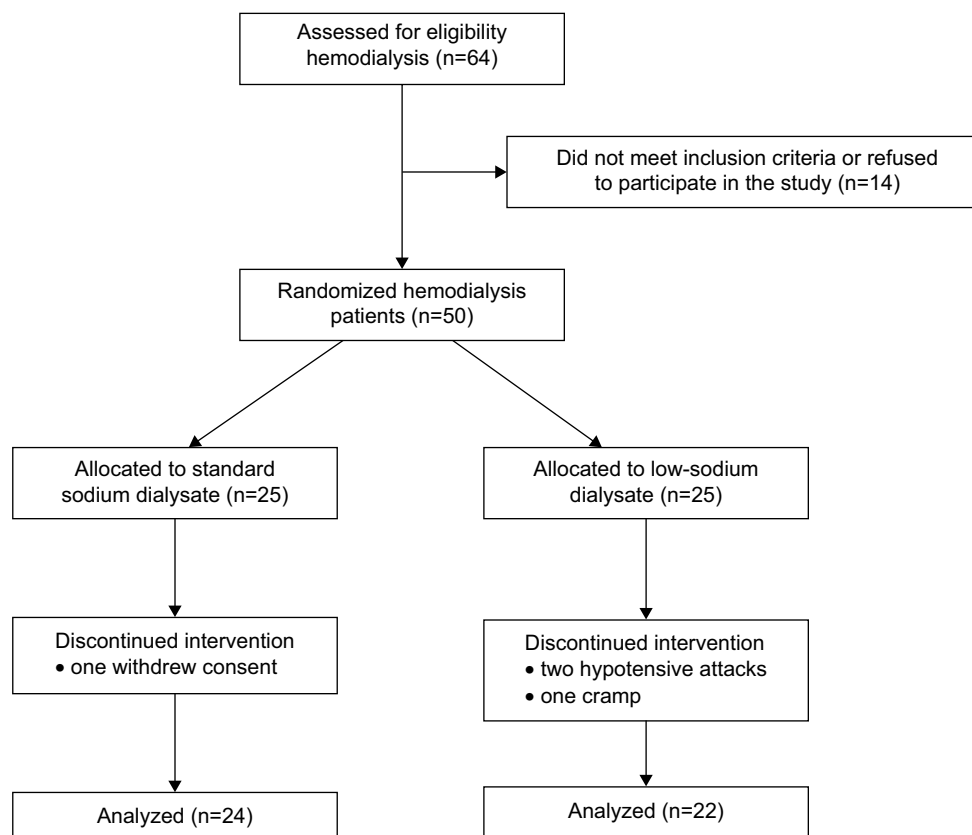 Assessed for eligibility
hemodialysis (n=64)
Did not meet inclusion criteria or refused
to participate in the study (n=14)
Randomized hemodialysis
patients (n=50)
Allocated to standard
sodium dialysate (n=25)
Allocated to low-sodium
dialysate (n=25)
Discontinued intervention
• one withdrew consent
Discontinued intervention
• two hypotensive attacks
• one cramp
Analyzed (n=24)
Analyzed (n=22)